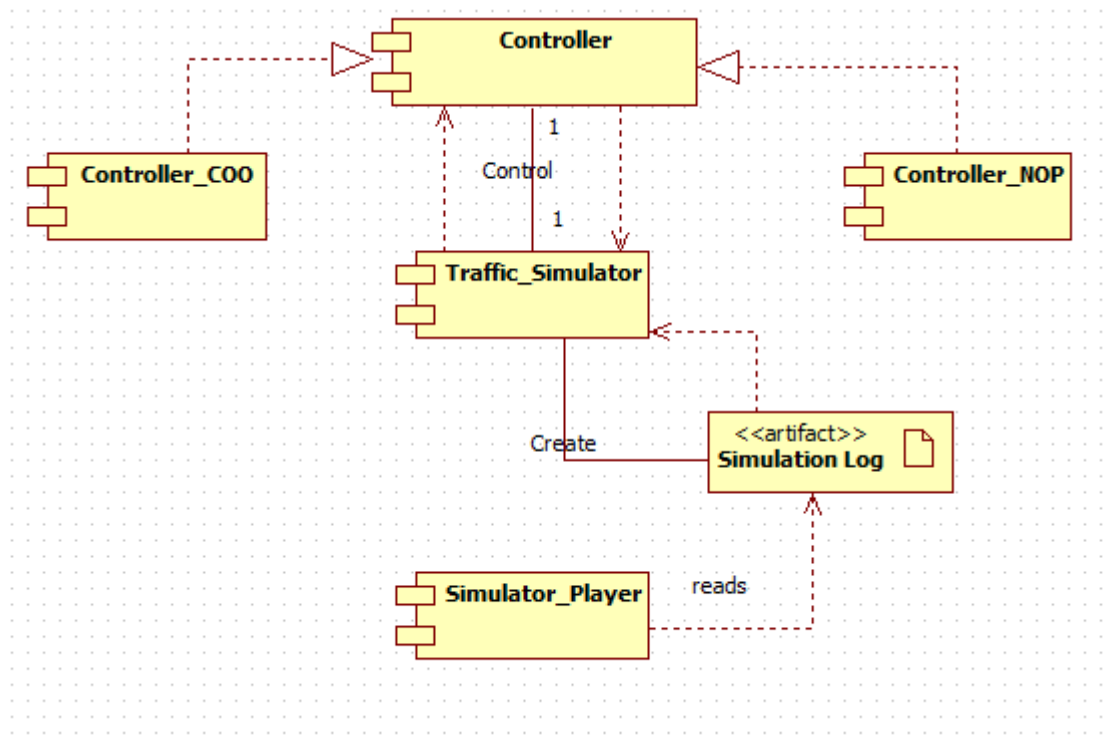 Controller
1
Control
1
Controller_COO
Controller_NOP
Traffic_Simulator
Create
<<artifact>>
Simulation Log
Simulator_Player
reads